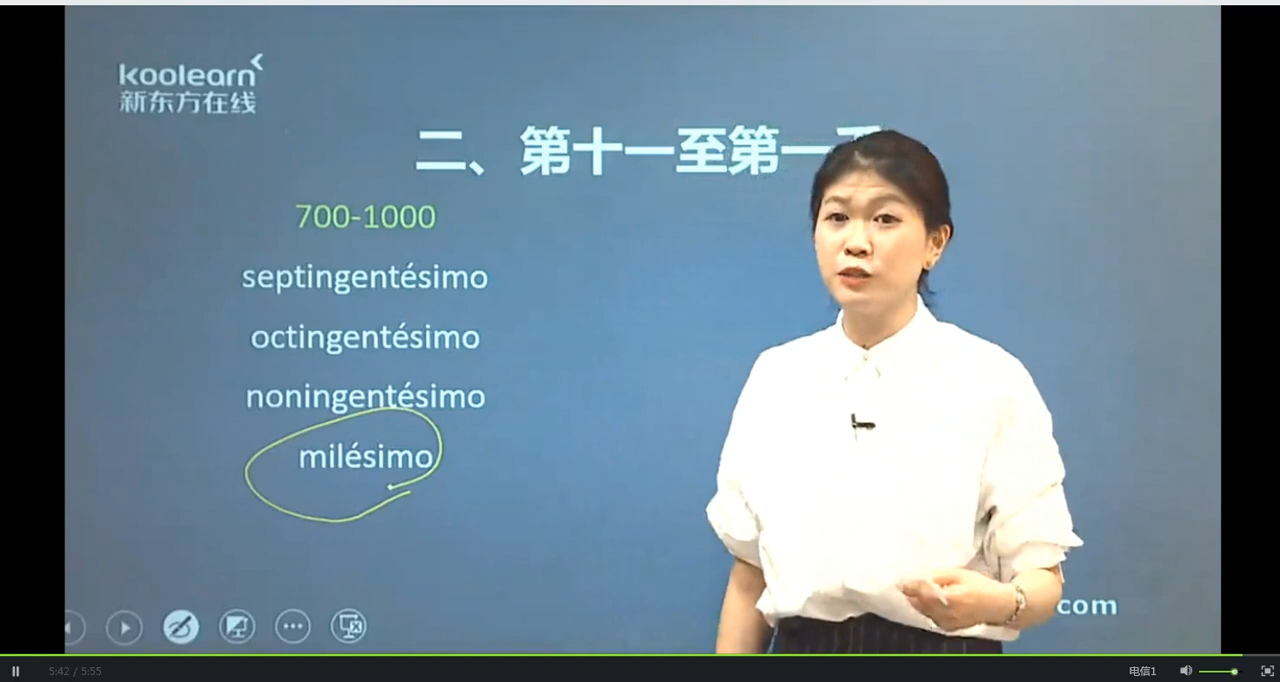 koolearn
新东方在线
二、第十一至第一
700-1000
septingentésimo
octingentésimo
noningentésimo
milésimo
com
5:42 / 5:55
电信1